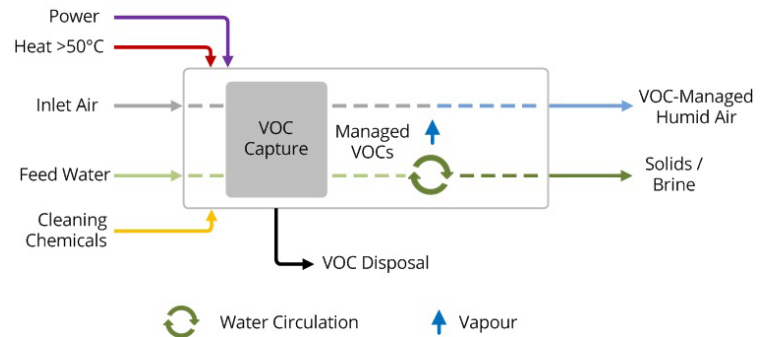 Power
Heat >50°C
Inlet Air
VOC
Capture
Managed
VOCs
VOC-Managed
Humid Air
Feed Water
Solids /
Brine
Cleaning
Chemicals
VOC Disposal
Water Circulation
Vapour